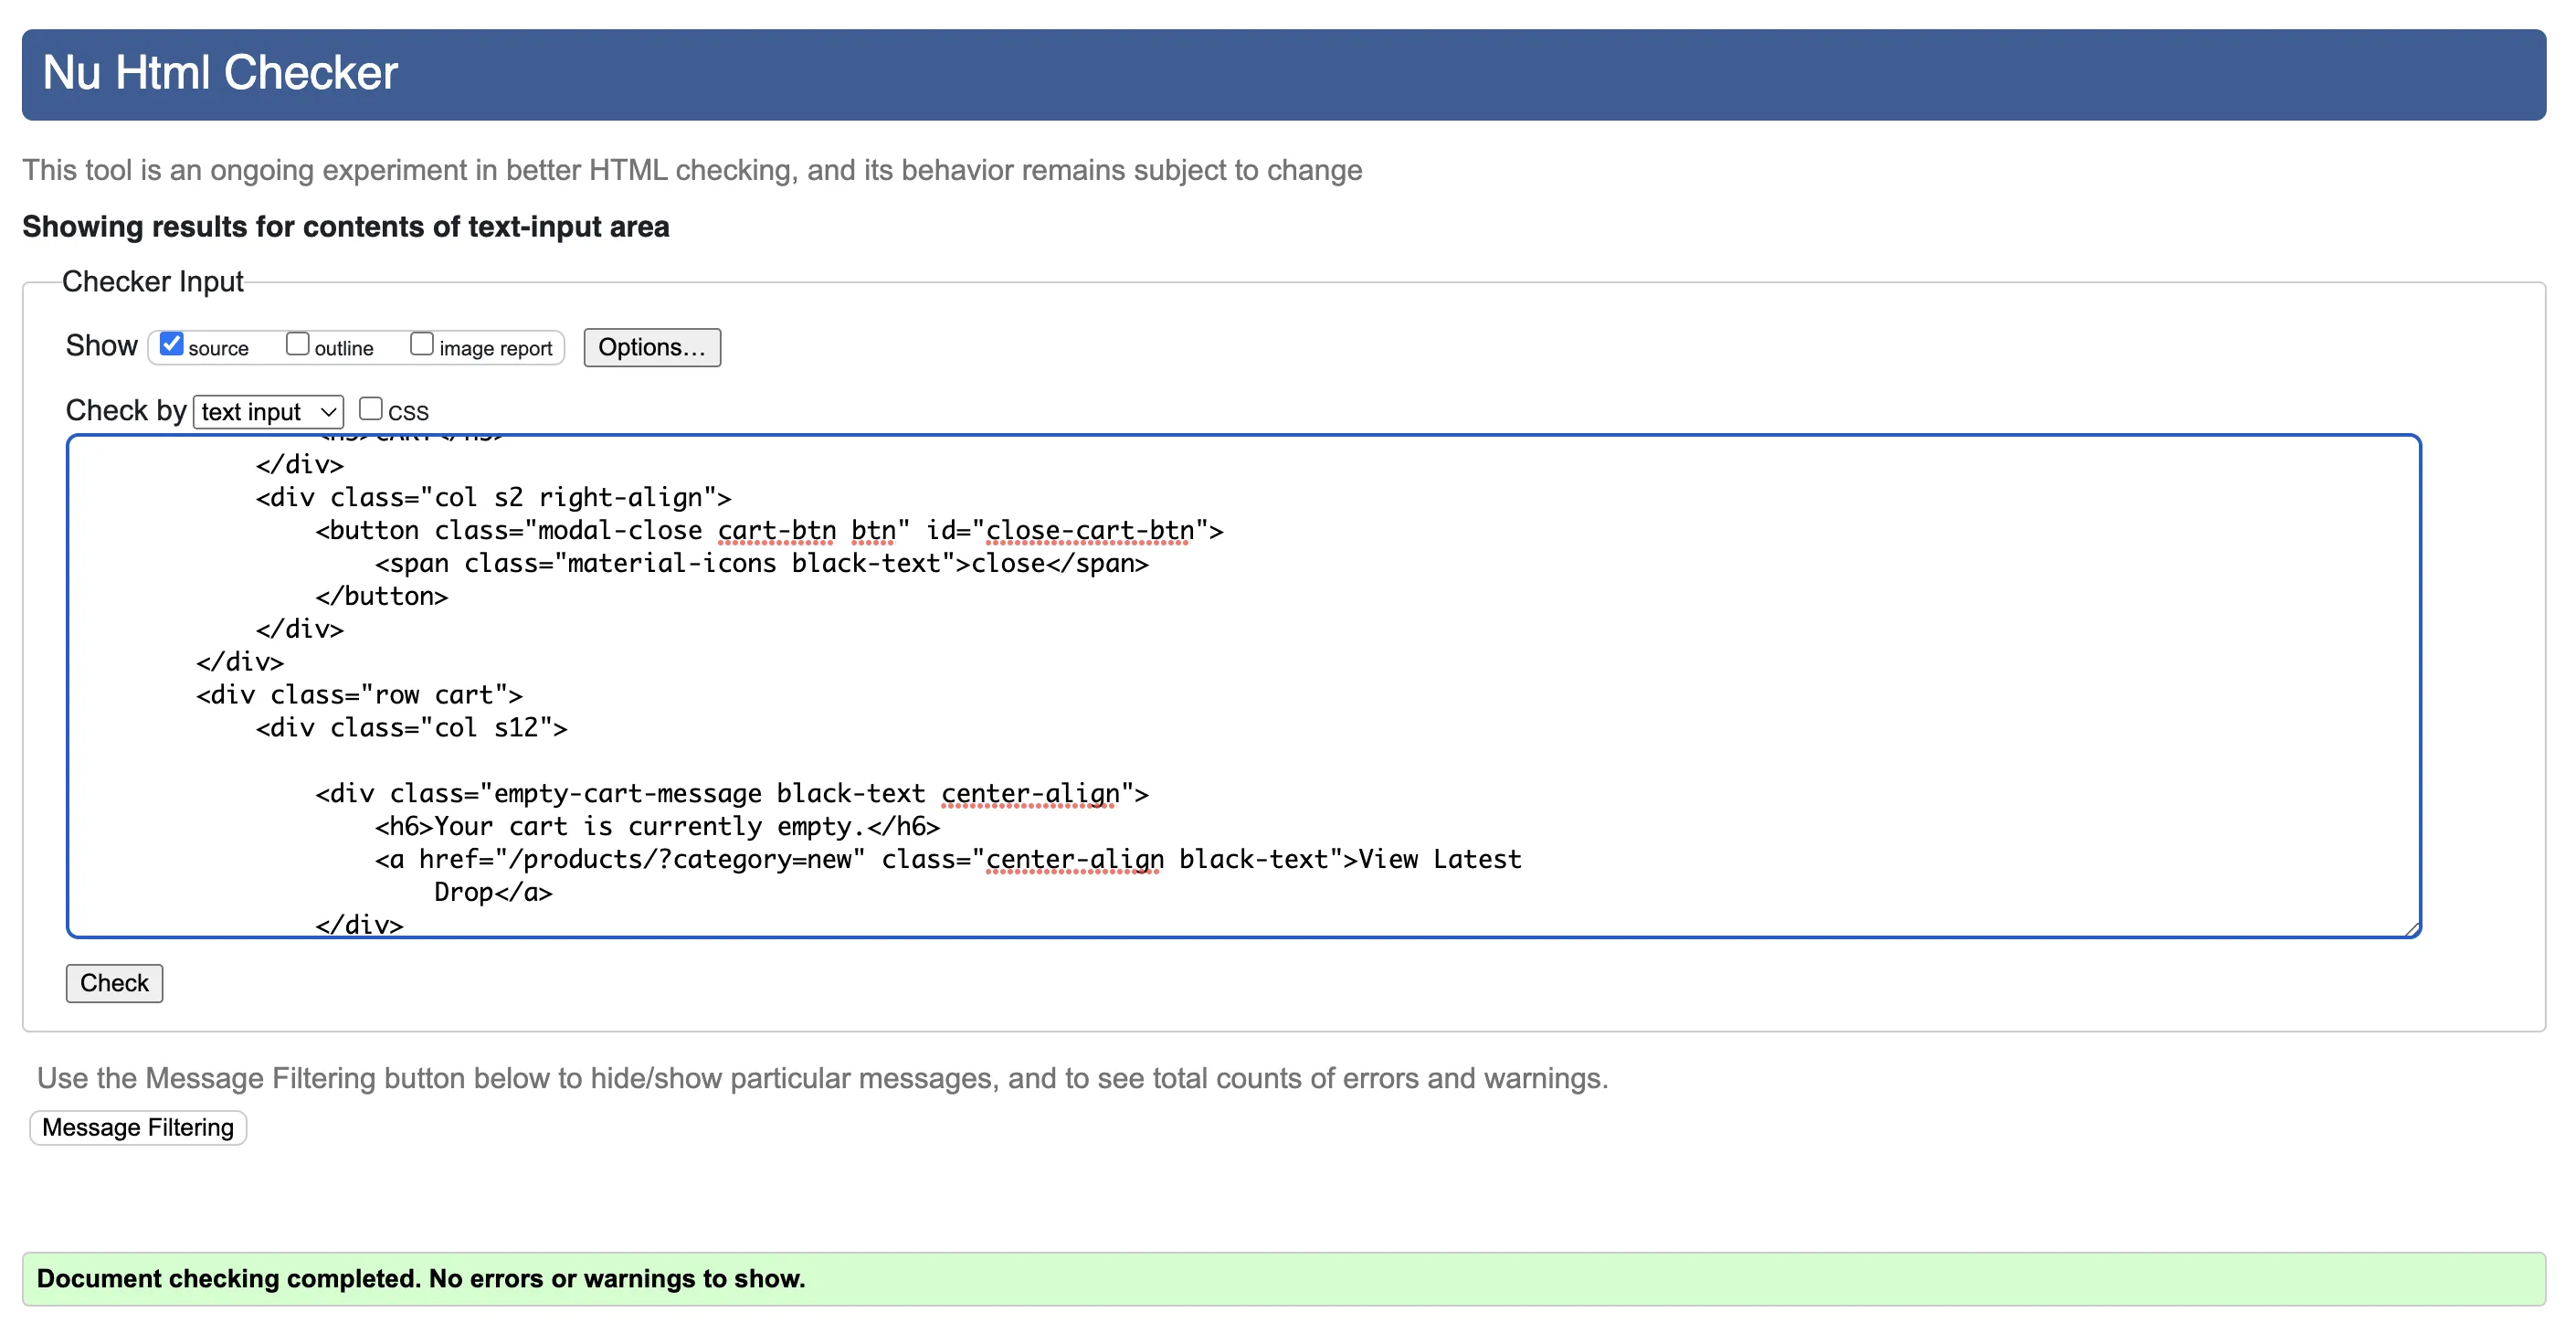 Nu Html Checker
This tool is an ongoing experiment in better HTML checking, and its behavior remains subject to change
Showing results for contents of text-input area
Checker Input
Show source outline image report Options...
Check by text input CSS
</div>
<div class="col s2 right-align">
<button class="modal-close cart-btn btn" id="close-cart-btn">
<span class="material-icons black-text">close</span>
</button>
</div>
</div>
<div class="row cart">
<div class="col s12">
<div class="empty-cart-message black-text center-align">
<h6>Your cart is currently empty.</h6>
<a href="/products/?category=new" class="center-align black-text">View Latest
Drop</a>
</div>
Check
Use the Message Filtering button below to hide/show particular messages, and to see total counts of errors and warnings.
Message Filtering
Document checking completed. No errors or warnings to show.